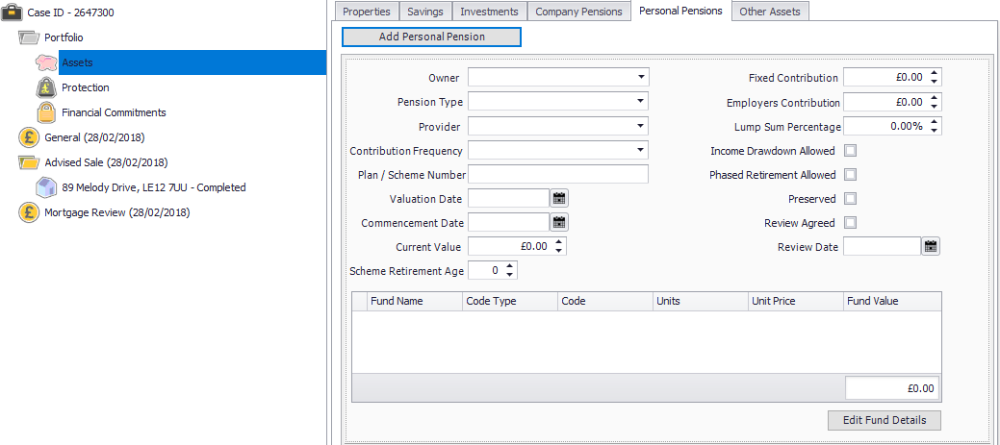 Case ID - 2647300
Portfolio
Assets
Protection
Financial Commitments
General (28/02/2018)
Advised Sale (28/02/2018)
89 Melody Drive, LE12 7UU - Completed
Mortgage Review (28/02/2018)
Properties Savings Investments Company Pensions Personal Pensions Other Assets
Add Personal Pension
Owner
Pension Type
Provider
Contribution Frequency
Plan / Scheme Number
Valuation Date
Commencement Date
Current Value £0.00
Scheme Retirement Age 0
Fixed Contribution £0.00
Employers Contribution £0.00
Lump Sum Percentage 0.00%
Income Drawdown Allowed
Phased Retirement Allowed
Preserved
Review Agreed
Review Date
Fund Name Code Type Code Units Unit Price Fund Value
£0.00
Edit Fund Details